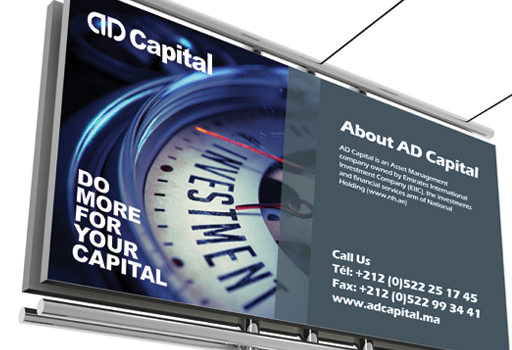 AD Capital
INVESTMENT
DO
MORE
FOR
YOUR
CAPITAL
About AD Capital
AD Capital is an Asset Management
company owned by Emirates International
Investment Company (EIIC), the investments
and financial services arm of National
Holding (www.nh.ae)
Call Us
Tél: +212 (0)522 25 17 45
Fax: +212 (0)522 99 34 41
www.adcapital.ma